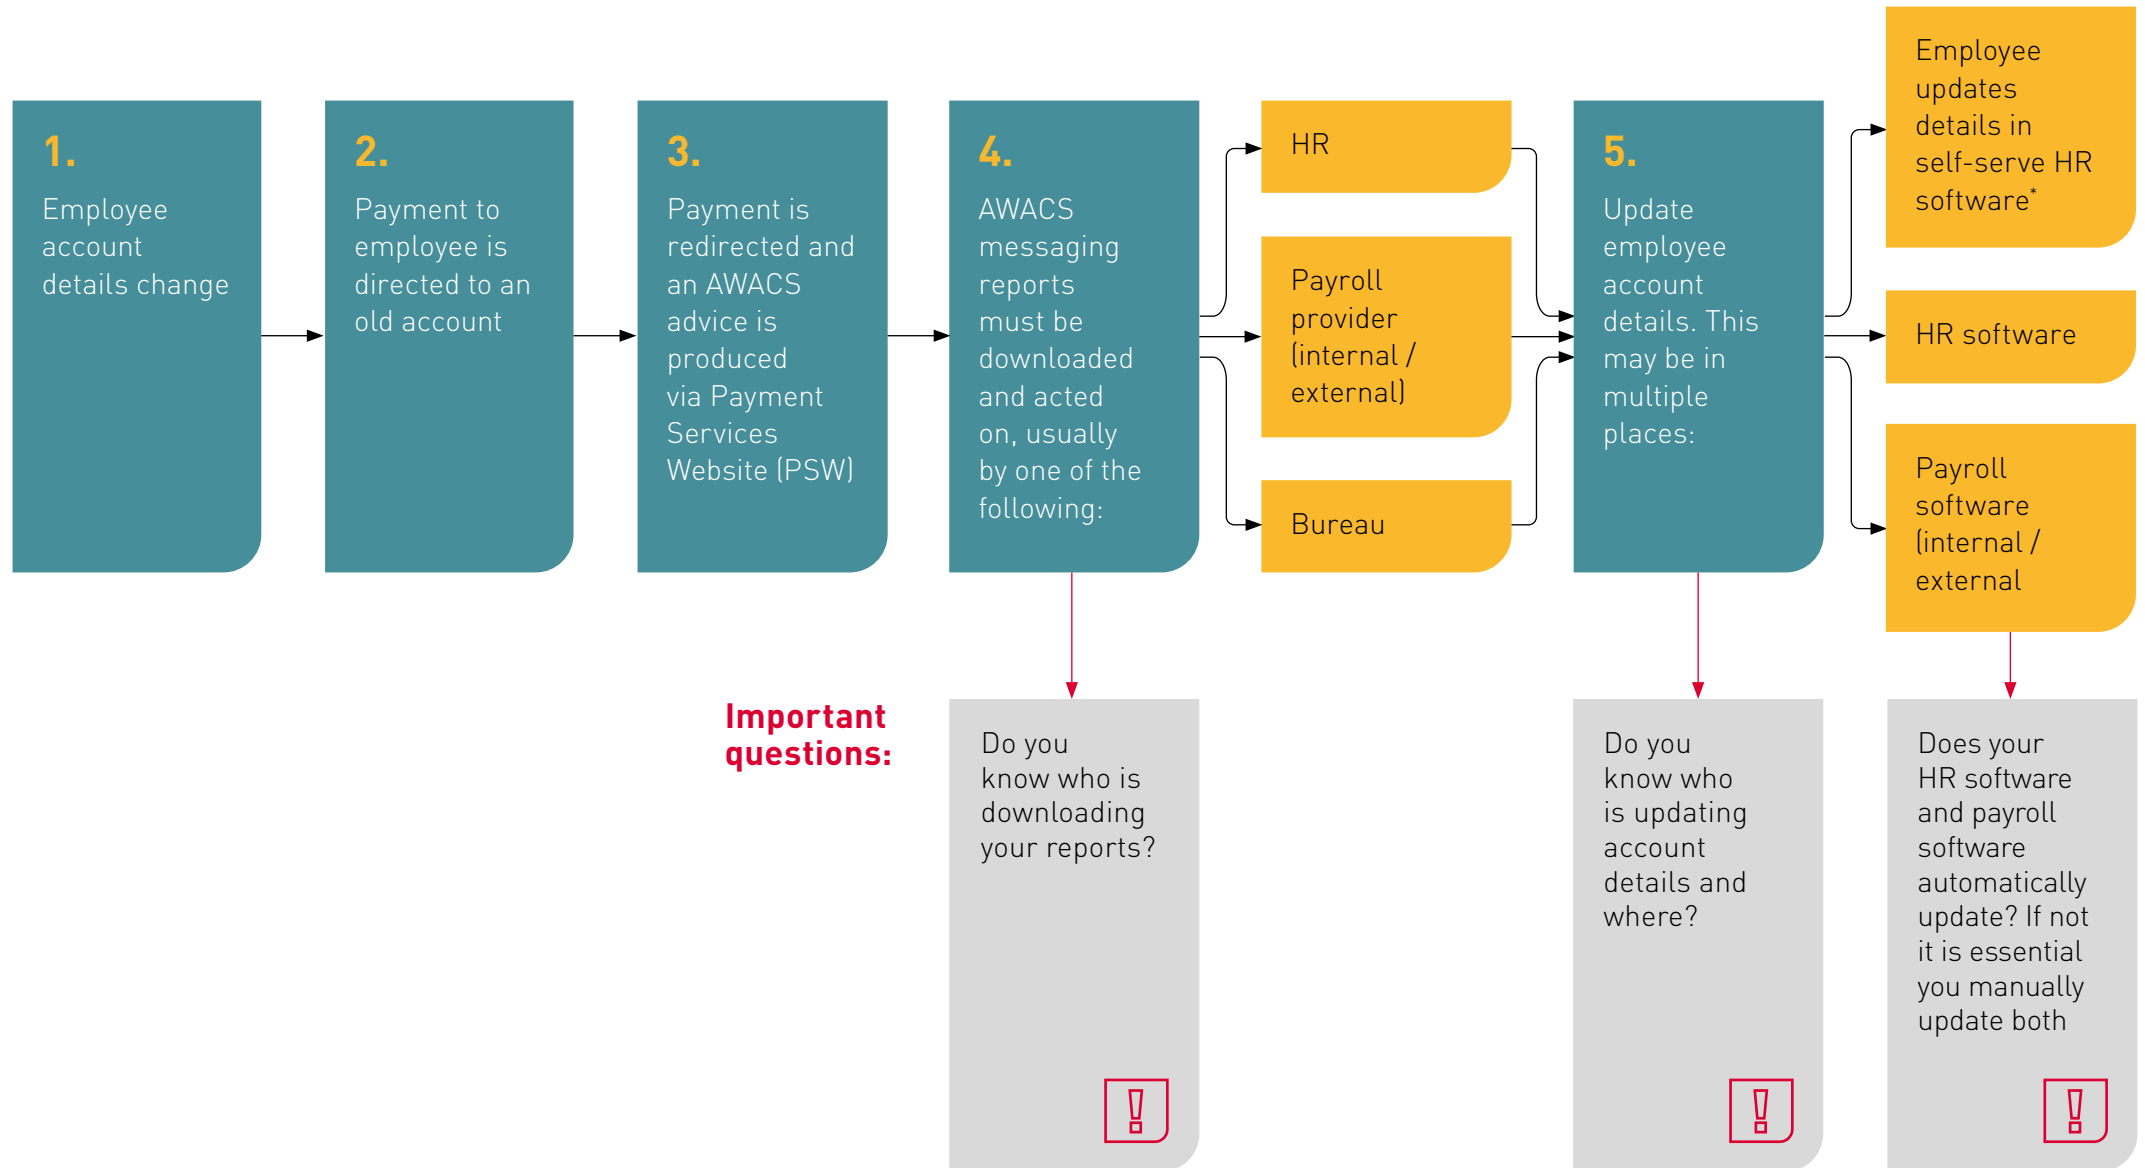 1.
Employee
account
details change
2.
Payment to
employee is
directed to an
old account
3.
Payment is
redirected and
an AWACS
advice is
produced
via Payment
Services
Website (PSW)
4.
AWACS
messaging
reports
must be
downloaded
and acted
on, usually
by one of the
following:
HR
Payroll
provider
(internal /
external)
Bureau
5.
Update
employee
account
details. This
may be in
multiple
places:
Employee
updates
details in
self-serve HR
software*
HR software
Payroll
software
(internal /
external
Important
questions:
Do you
know who is
downloading
your reports?
Do you
know who
is updating
account
details and
where?
Does your
HR software
and payroll
software
automatically
update? If not
it is essential
you manually
update both